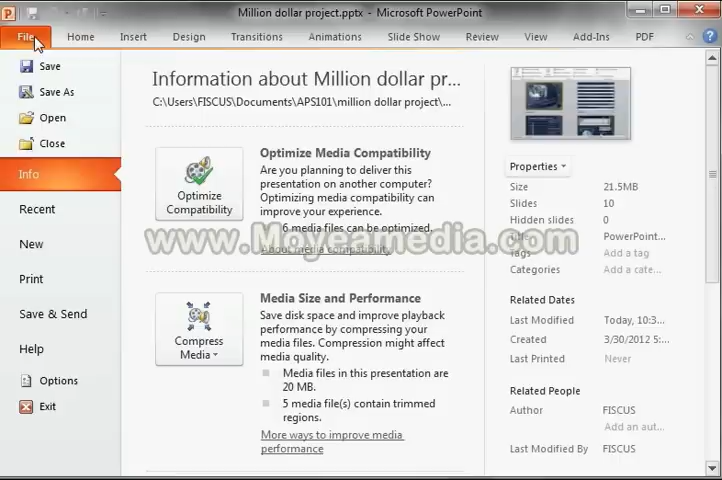 Million dollar project.pptx - Microsoft PowerPoint
File Home Insert Design Transitions Animations Slide Show Review View Add-Ins PDF
Save
Save As
Open
Close
Info
Recent
New
Print
Save & Send
Help
Options
Exit
Information about Million dollar pr...
C:\Users\FISCUS\Documents\APS101\million dollar project\...
Optimize Compatibility
Optimize Media Compatibility
Are you planning to deliver this
presentation on another computer?
Optimizing media compatibility can
improve your experience.
6 media files can be optimized.
About media compatibility
www.Moyeamedia.com
Compress
Media
Media Size and Performance
Save disk space and improve playback
performance by compressing your
media files. Compression might affect
media quality.
Media files in this presentation are
20 MB.
5 media file(s) contain trimmed
regions.
More ways to improve media
performance
Properties
Size 21.5MB
Slides 10
Hidden slides 0
Title PowerPoint...
Tags Add a tag
Categories Add a cate...
Related Dates
Last Modified Today, 10:3...
Created 3/30/2012 5:...
Last Printed Never
Related People
Author FISCUS
Add an aut...
Last Modified By FISCUS